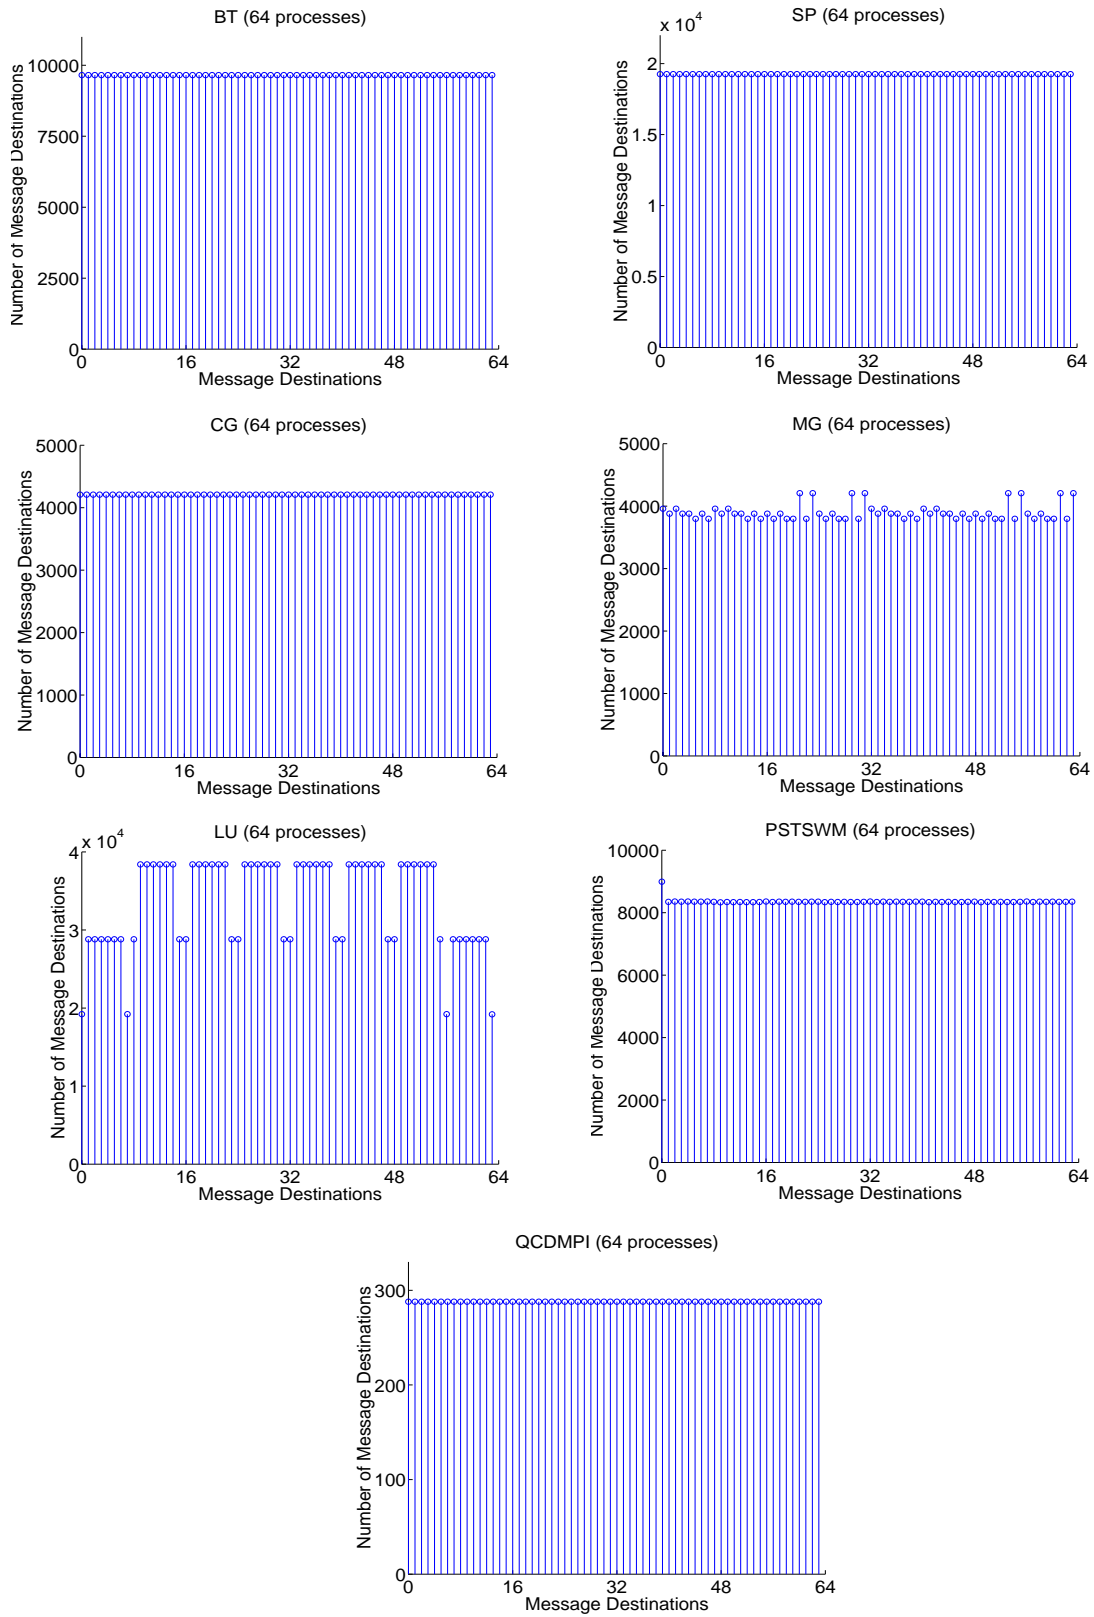 BT (64 processes)
Number of Message Destinations
10000
7500
5000
2500
0
0 16 32 48 64
Message Destinations
SP (64 processes)
x 10^4
Number of Message Destinations
2
1.5
1
0.5
0
0 16 32 48 64
Message Destinations
CG (64 processes)
Number of Message Destinations
5000
4000
3000
2000
1000
0
0 16 32 48 64
Message Destinations
MG (64 processes)
Number of Message Destinations
5000
4000
3000
2000
1000
0
0 16 32 48 64
Message Destinations
LU (64 processes)
x 10^4
Number of Message Destinations
4
3
2
1
0
0 16 32 48 64
Message Destinations
PSTSWM (64 processes)
Number of Message Destinations
10000
8000
6000
4000
2000
0
0 16 32 48 64
Message Destinations
QCDMPI (64 processes)
Number of Message Destinations
300
200
100
0
0 16 32 48 64
Message Destinations